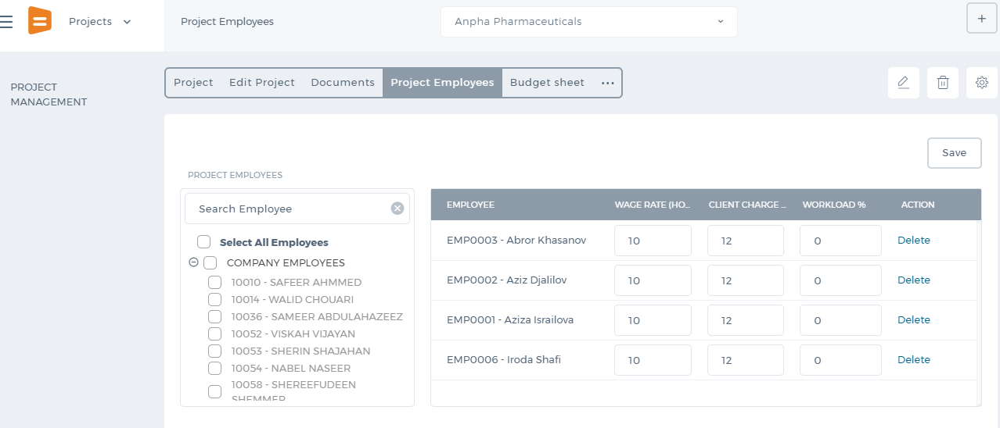 Projects
Project Employees
Anpha Pharmaceuticals
+
PROJECT
MANAGEMENT
Project Edit Project Documents Project Employees Budget sheet ...
Save
PROJECT EMPLOYEES
Search Employee
Select All Employees
COMPANY EMPLOYEES
10010 - SAFEER AHMMED
10014 - WALID CHOUARI
10036 - SAMEER ABDULAHAZEEZ
10052 - VISKAH VIJAYAN
10053 - SHERIN SHAJAHAN
10054 - NABEL NASEER
10058 - SHEREEFUDEEN
SHEMMER
EMPLOYEE WAGE RATE (HO... CLIENT CHARGE ... WORKLOAD % ACTION
EMP0003 - Abror Khasanov 10 12 0 Delete
EMP0002 - Aziz Djalilov 10 12 0 Delete
EMP0001 - Aziza Israilova 10 12 0 Delete
EMP0006 - Iroda Shafi 10 12 0 Delete